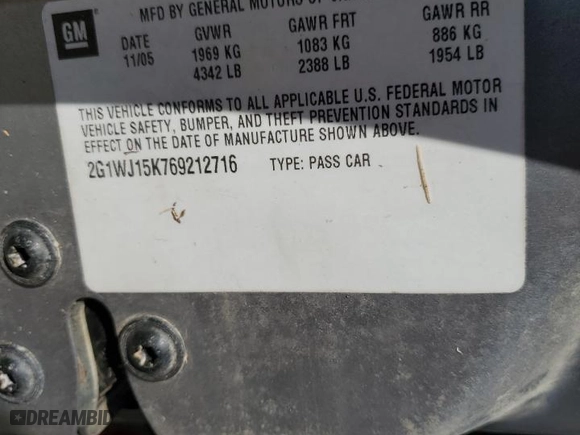 GM
MFD BY GENERAL MOTORS OF
DATE GVWR GAWR FRT GAWR RR
11/05 1969 KG 1083 KG 886 KG
4342 LB 2388 LB 1954 LB
THIS VEHICLE CONFORMS TO ALL APPLICABLE U.S. FEDERAL MOTOR
VEHICLE SAFETY, BUMPER, AND THEFT PREVENTION STANDARDS IN
EFFECT ON THE DATE OF MANUFACTURE SHOWN ABOVE.
2G1WJ15K769212716 TYPE: PASS CAR
DREAMBID